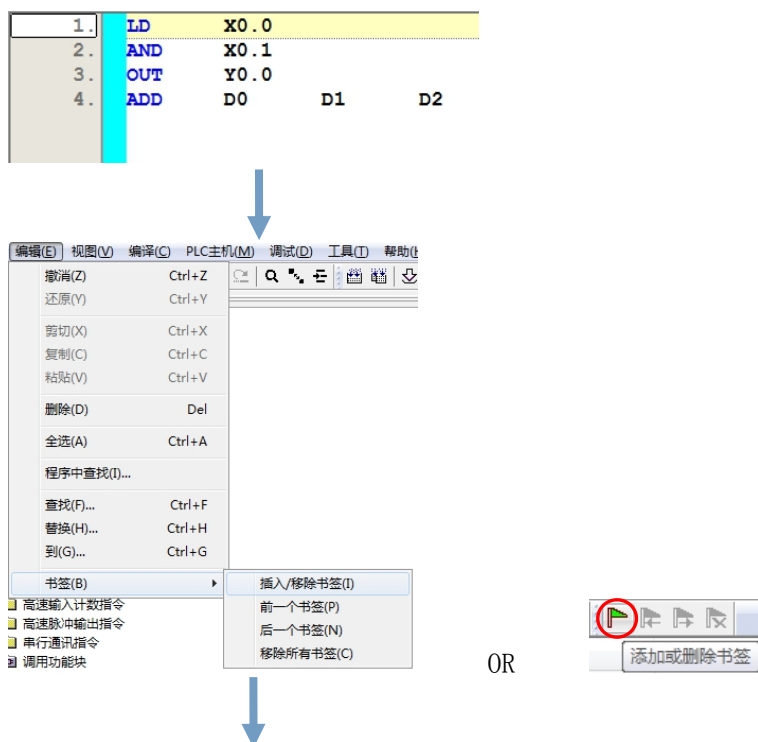 1. LD X0.0
2. AND X0.1
3. OUT Y0.0
4. ADD D0 D1 D2
编辑(E) 视图(V) 编译(C) PLC主机(M) 调试(D) 工具(T) 帮助(
撤消(Z) Ctrl+Z
还原(Y) Ctrl+Y
剪切(X) Ctrl+X
复制(C) Ctrl+C
粘贴(V) Ctrl+V
删除(D) Del
全选(A) Ctrl+A
程序中查找(I)...
查找(F)... Ctrl+F
替换(H)... Ctrl+H
到(G)... Ctrl+G
书签(B) 插入/移除书签(I)
高速输入计数指令 前一个书签(P)
高速脉冲输出指令 后一个书签(N)
串行通讯指令 移除所有书签(C)
调用功能块
OR
添加或删除书签